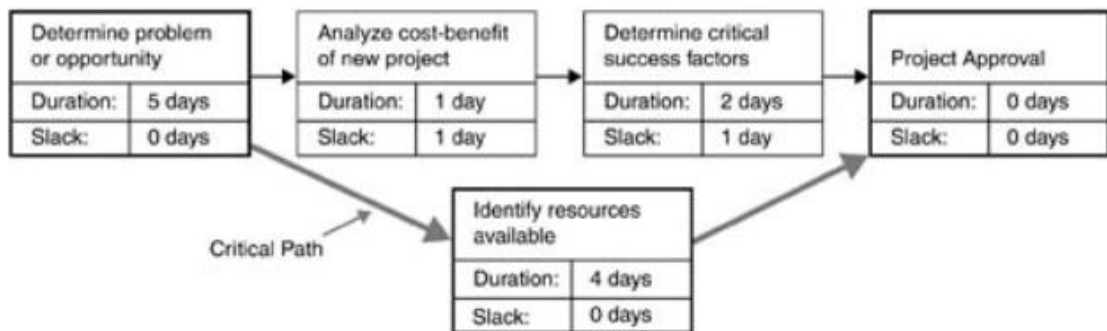 Determine problem
or opportunity
Duration: 5 days
Slack: 0 days
Analyze cost-benefit
of new project
Duration: 1 day
Slack: 1 day
Determine critical
success factors
Duration: 2 days
Slack: 1 day
Project Approval
Duration: 0 days
Slack: 0 days
Critical Path
Identify resources
available
Duration: 4 days
Slack: 0 days